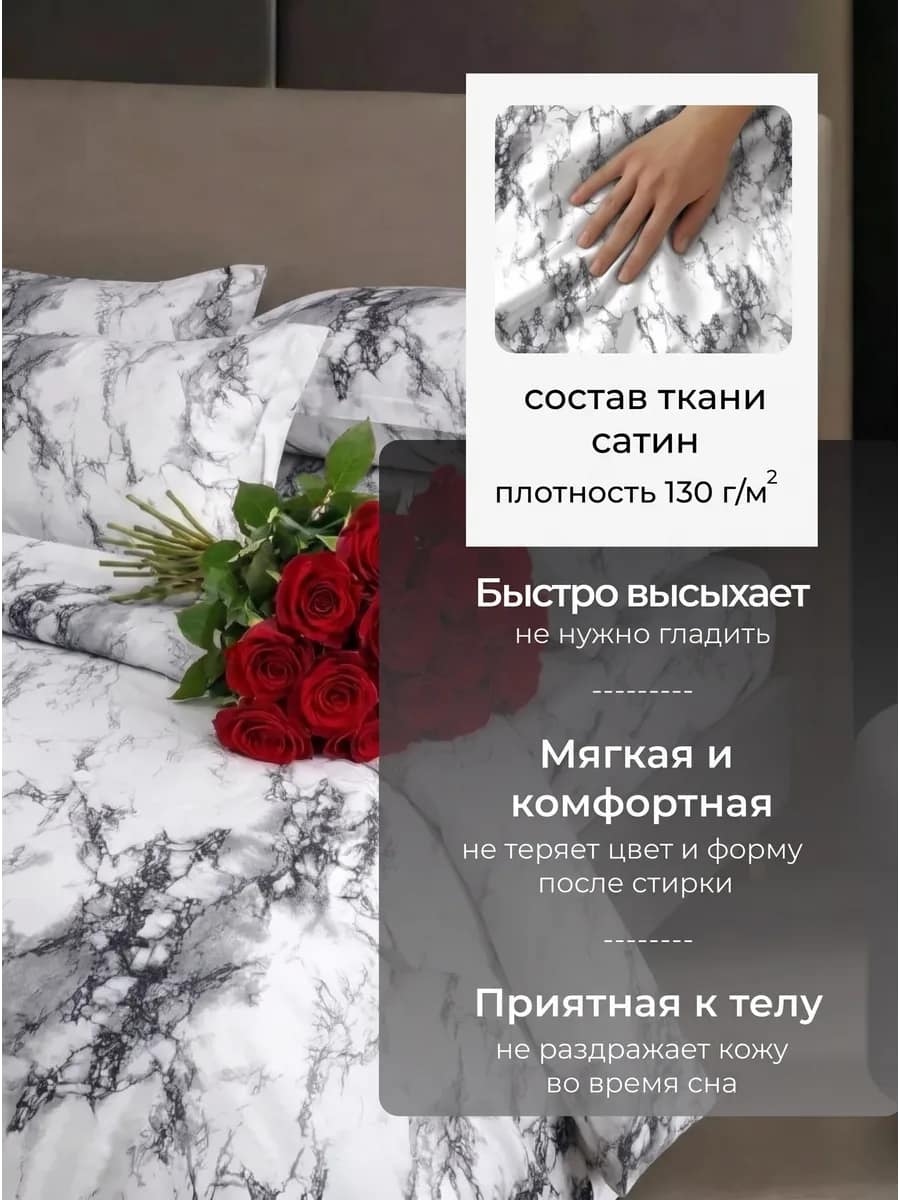 состав ткани
сатин
плотность 130 г/м²
Быстро высыхает
не нужно гладить
---------
Мягкая и
комфортная
не теряет цвет и форму
после стирки
--------
Приятная к телу
не раздражает кожу
во время сна